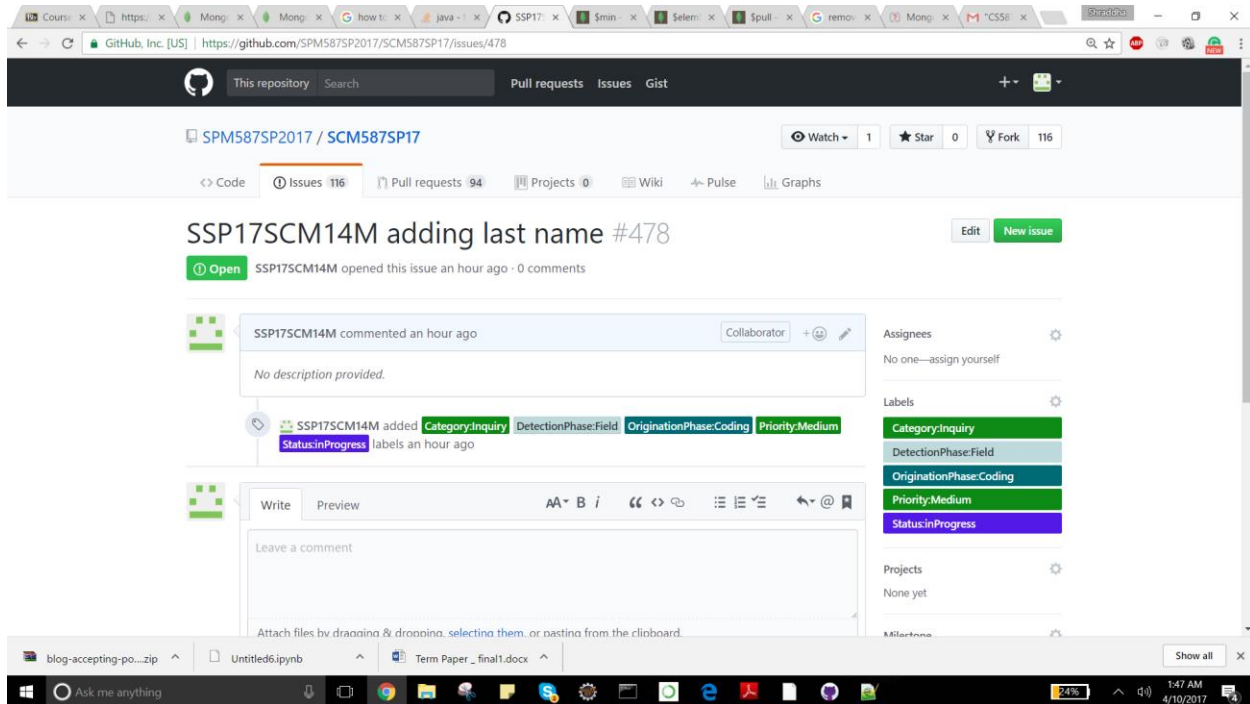 Course
https:/
Mongo
Mongo
how to
java - 
SSP17:
$min -
$elem
$pull -
remov
Mong
"CS58
GitHub, Inc. [US] | https://github.com/SPM587SP2017/SCM587SP17/issues/478
ABP
NEW
This repository Search Pull requests Issues Gist
SPM587SP2017 / SCM587SP17 Watch 1 Star 0 Fork 116
Code Issues 116 Pull requests 94 Projects 0 Wiki Pulse Graphs
SSP17SCM14M adding last name #478 Edit New issue
Open SSP17SCM14M opened this issue an hour ago · 0 comments
SSP17SCM14M commented an hour ago Collaborator
No description provided.
SSP17SCM14M added Category:Inquiry DetectionPhase:Field OriginationPhase:Coding Priority:Medium
Status:inProgress labels an hour ago
Write Preview AA B i “ <> @
Leave a comment
Attach files by dragging & dropping, selecting them, or pasting from the clipboard.
Assignees
No one—assign yourself
Labels
Category:Inquiry
DetectionPhase:Field
OriginationPhase:Coding
Priority:Medium
Status:inProgress
Projects
None yet
Milestone
blog-accepting-po....zip Untitled6.ipynb Term Paper _ final1.docx Show all
Ask me anything 24% 1:47 AM
4/10/2017 4